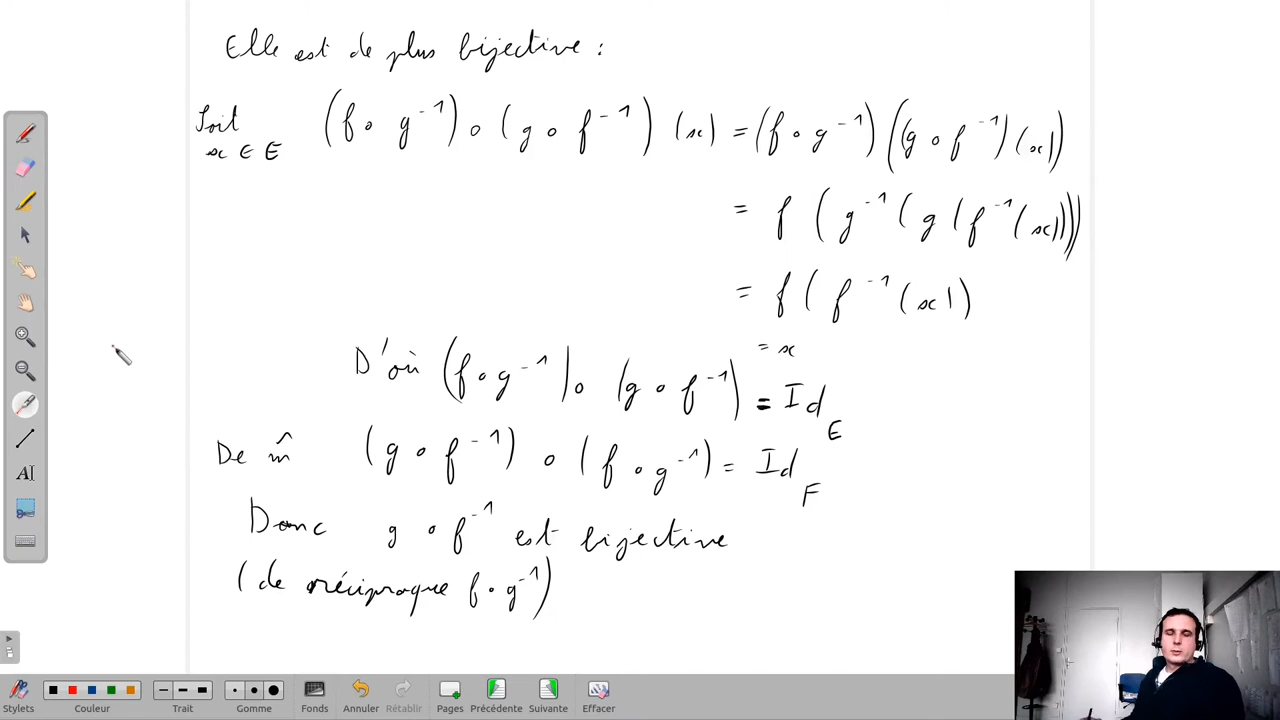 Elle est de plus bijective :
Soit x ∈ E (f ∘ g⁻¹) ∘ (g ∘ f⁻¹) (x) = (f ∘ g⁻¹) ((g ∘ f⁻¹) (x))
= f (g⁻¹ (g (f⁻¹ (x))))
= f (f⁻¹ (x))
= x
D'où (f ∘ g⁻¹) ∘ (g ∘ f⁻¹) = Id_E
De m̂ (g ∘ f⁻¹) ∘ (f ∘ g⁻¹) = Id_F
Donc g ∘ f⁻¹ est bijective
(de réciproque f ∘ g⁻¹)
Stylets Couleur Trait Gomme Fonds Annuler Rétablir Pages Précédente Suivante Effacer